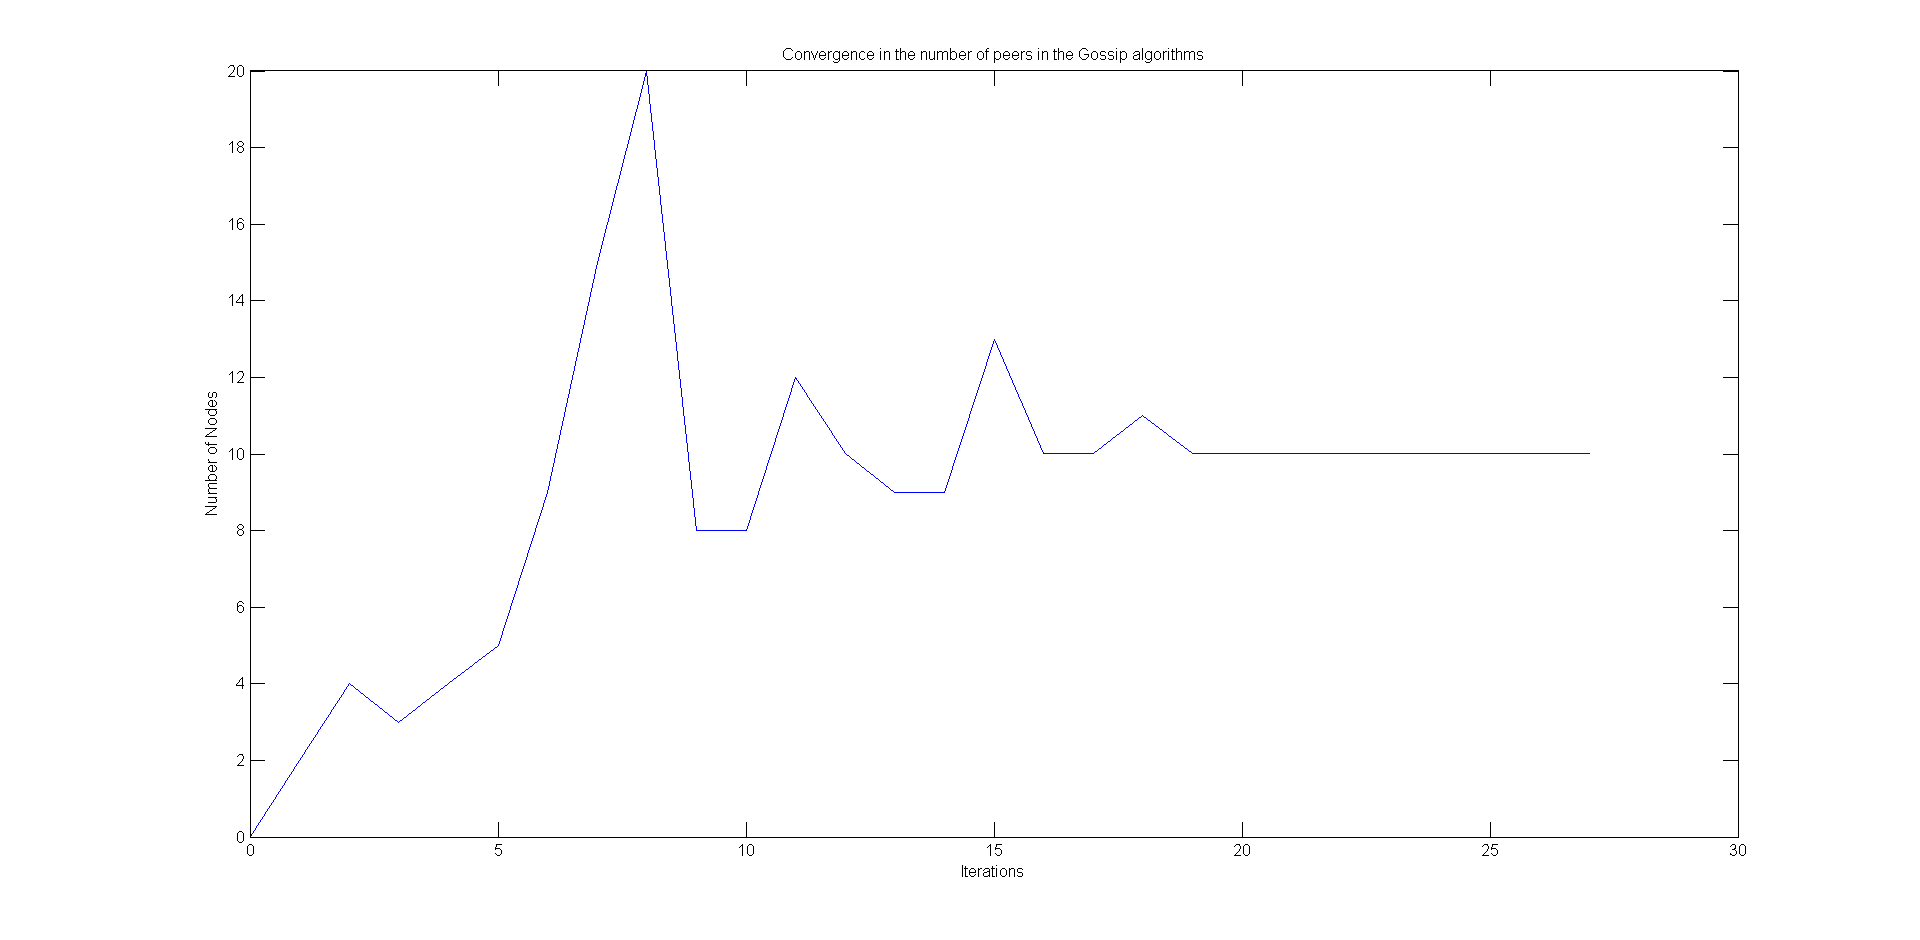 Convergence in the number of peers in the Gossip algorithms
20
18
16
14
12
10
8
6
4
2
0
Number of Nodes
0 5 10 15 20 25 30
Iterations